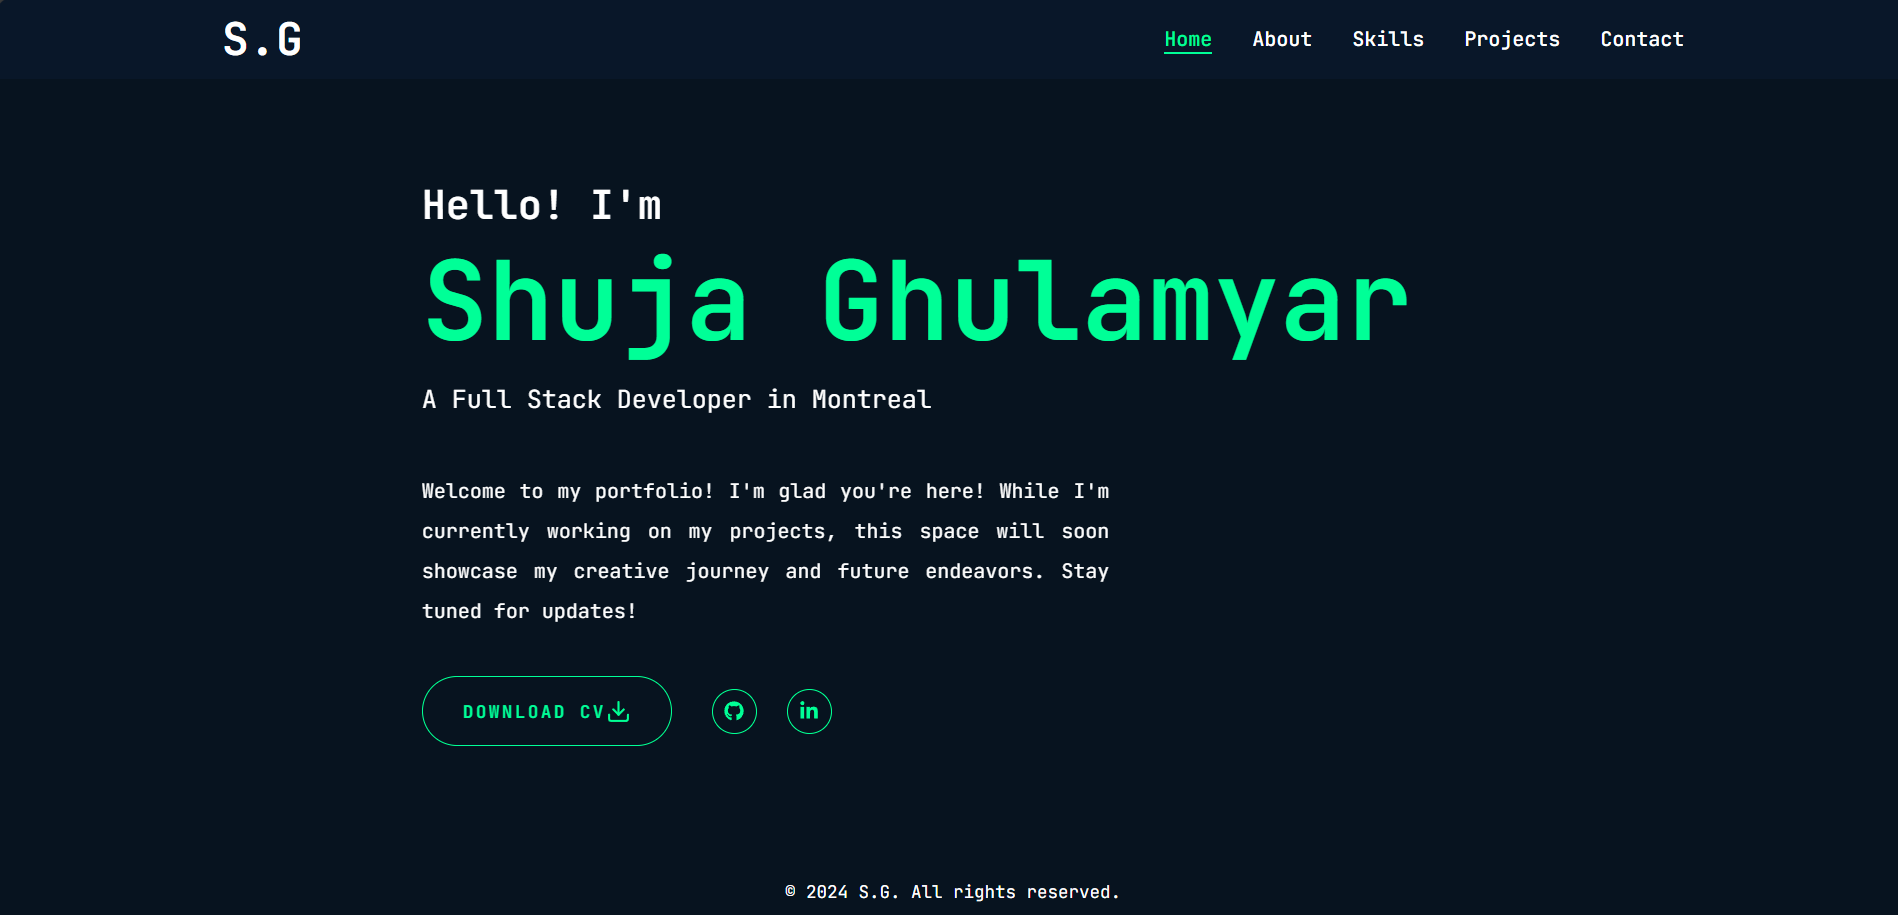 S.G
Home About Skills Projects Contact
Hello! I'm
Shuja Ghulamyar
A Full Stack Developer in Montreal
Welcome to my portfolio! I'm glad you're here! While I'm
currently working on my projects, this space will soon
showcase my creative journey and future endeavors. Stay
tuned for updates!
DOWNLOAD CV
in
© 2024 S.G. All rights reserved.